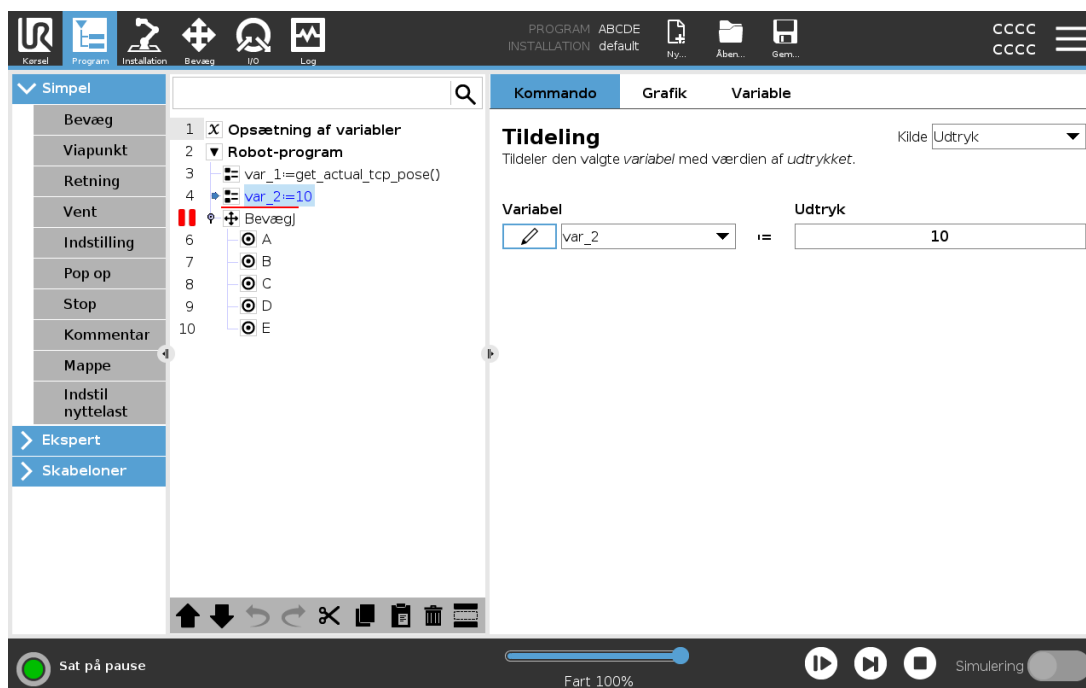 PROGRAM ABCDE
INSTALLATION default
CCCC
CCCC
Kørsel
Program
Installation
Bevæg
I/O
Log
Ny...
Åben...
Gem...
Simpel
Bevæg
Viapunkt
Retning
Vent
Indstilling
Pop op
Stop
Kommentar
Mappe
Indstil
nyttelast
Ekspert
Skabeloner
1 X Opsætning af variabler
2 Robot-program
3 var_1:=get_actual_tcp_pose()
4 var_2:=10
BevægJ
6 A
7 B
8 C
9 D
10 E
Kommando Grafik Variable
Tildeling
Kilde Udtryk
Tildeler den valgte variabel med værdien af udtrykket.
Variabel Udtryk
var_2 := 10
Sat på pause
Fart 100%
Simulering